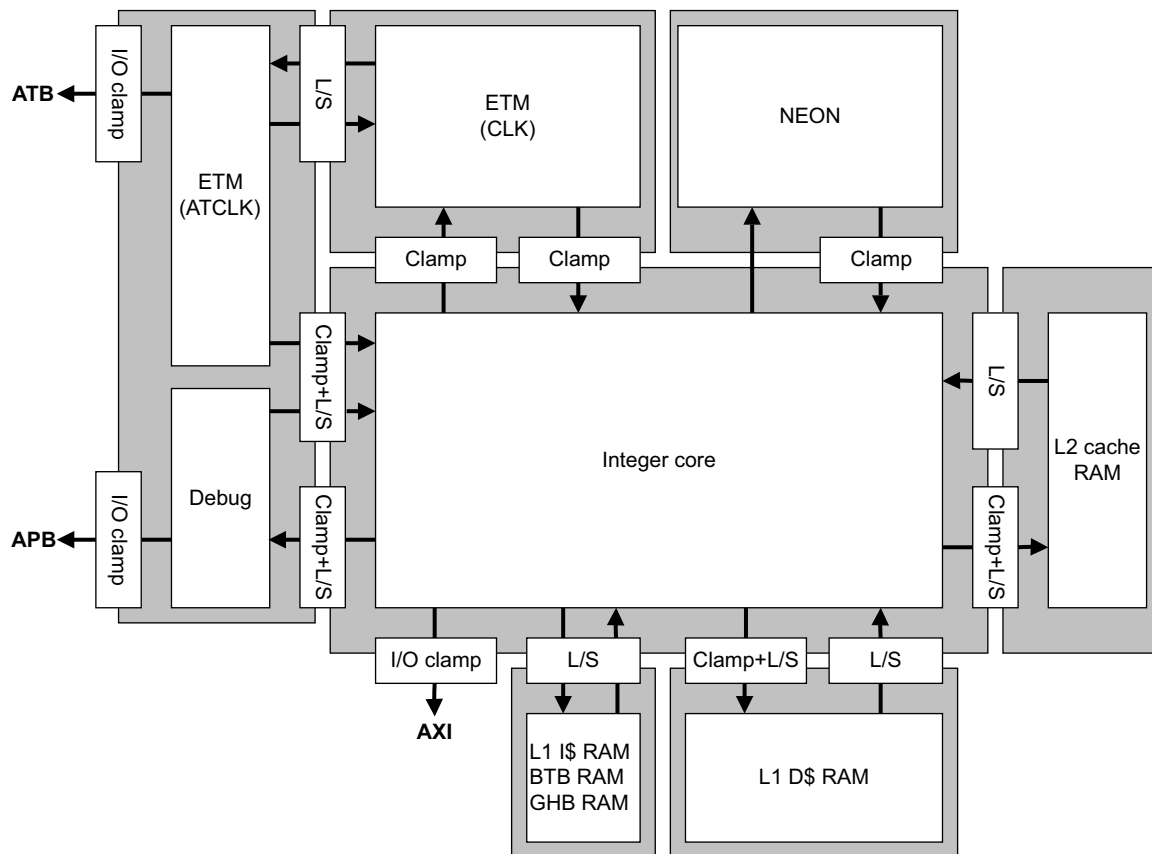 I/O clamp
ATB
ETM
(ATCLK)
L/S
ETM
(CLK)
NEON
Clamp
Clamp
Clamp
Clamp+L/S
Integer core
L/S
L2 cache
RAM
Debug
I/O clamp
APB
Clamp+L/S
Clamp+L/S
I/O clamp
L/S
Clamp+L/S
L/S
AXI
L1 I$ RAM
BTB RAM
GHB RAM
L1 D$ RAM